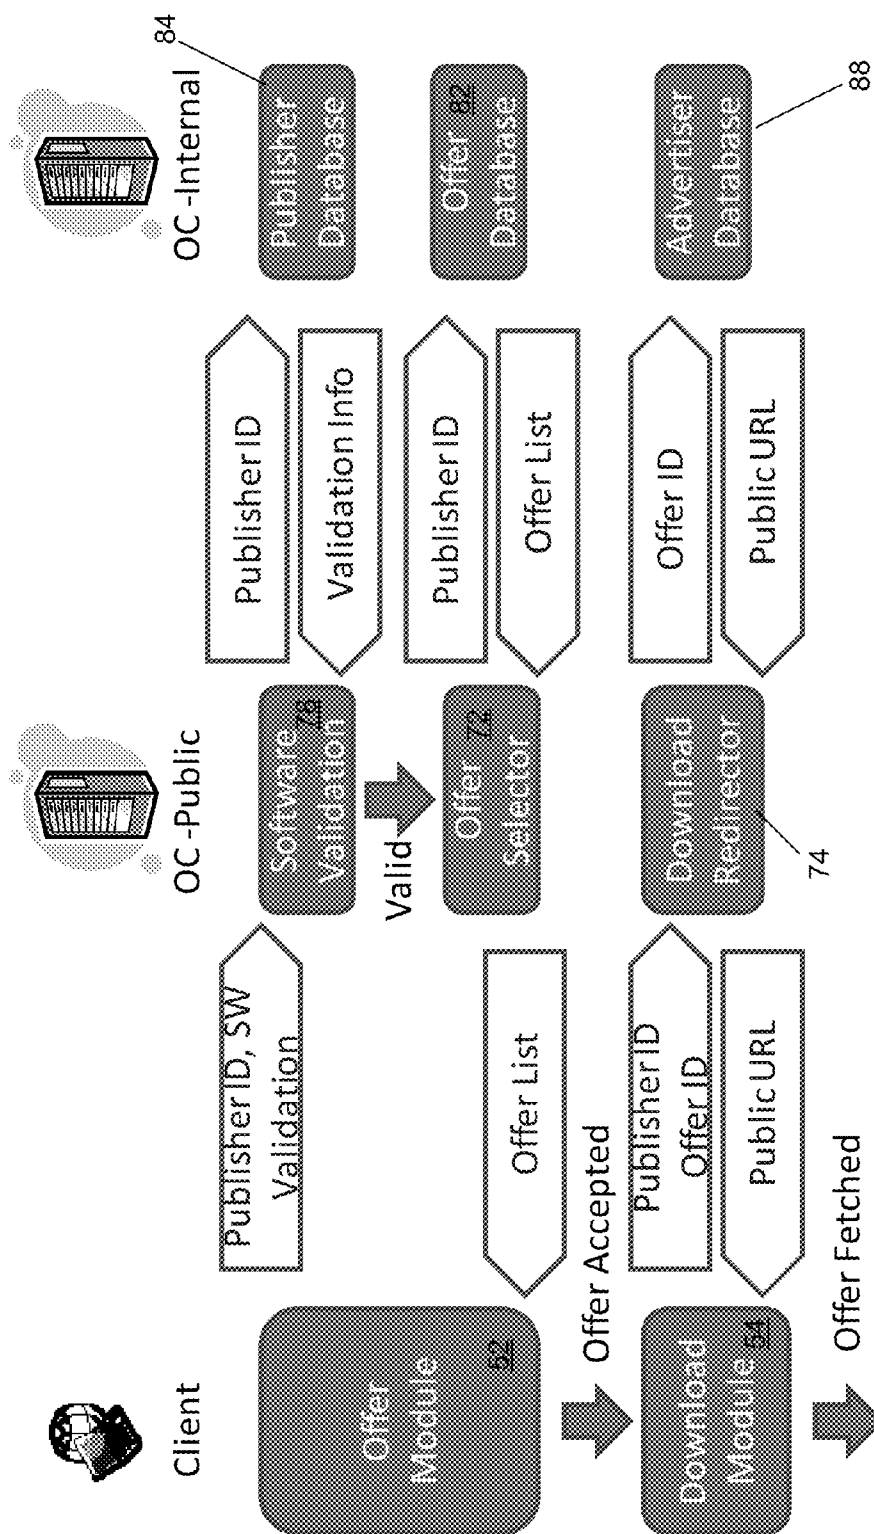 Client
OC-Public
OC-Internal
84
Offer
Module
52
Publisher ID, SW
Validation
Software
Validation
78
Publisher ID
Validation Info
Publisher
Database
Valid
Offer
Selector
72
Publisher ID
Offer List
Offer
Database
82
Offer List
Offer Accepted
Download
Module
54
Publisher ID
Offer ID
Public URL
Download
Redirector
74
Offer ID
Public URL
Advertiser
Database
88
Offer Fetched